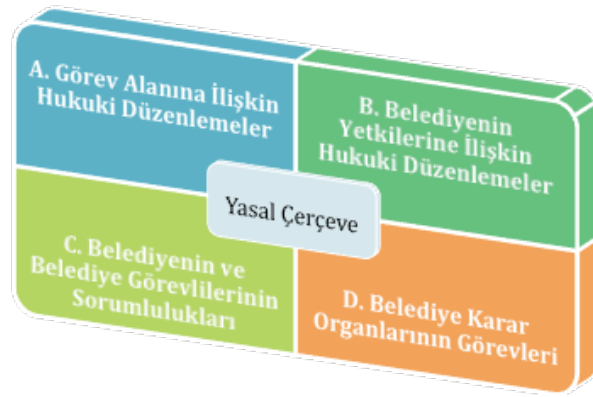 A. Görev Alanına İlişkin
Hukuki Düzenlemeler
B. Belediyenin
Yetkilerine İlişkin
Hukuki Düzenlemeler
Yasal Çerçeve
C. Belediyenin ve
Belediye Görevlilerinin
Sorumlulukları
D. Belediye Karar
Organlarının Görevleri